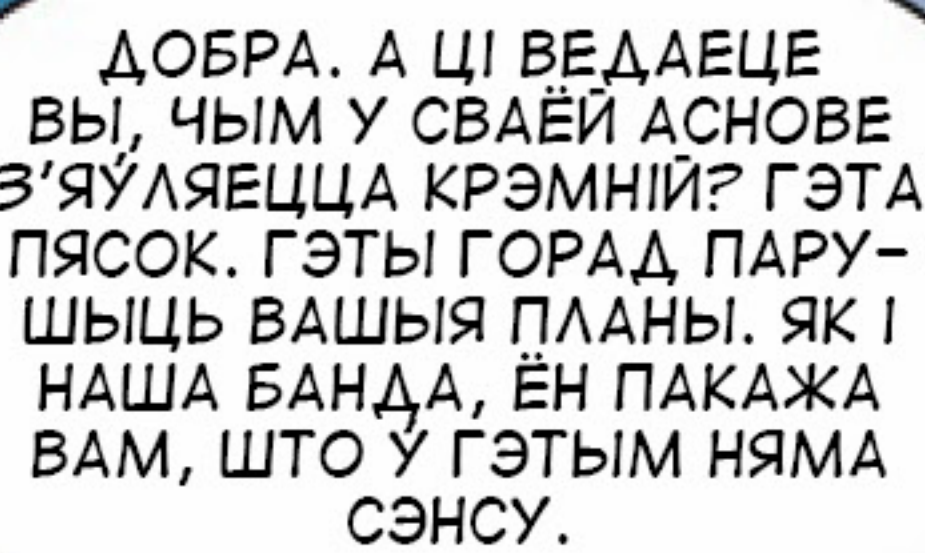 ДОБРА. А ЦІ ВЕДАЕЦЕ
ВЫ, ЧЫМ У СВАЁЙ АСНОВЕ
З'ЯЎЛЯЕЦЦА КРЭМНІЙ? ГЭТА
ПЯСОК. ГЭТЫ ГОРАД ПАРУ-
ШЫЦЬ ВАШЫЯ ПЛАНЫ. ЯК І
НАША БАНДА, ЁН ПАКАЖА
ВАМ, ШТО Ў ГЭТЫМ НЯМА
СЭНСУ.